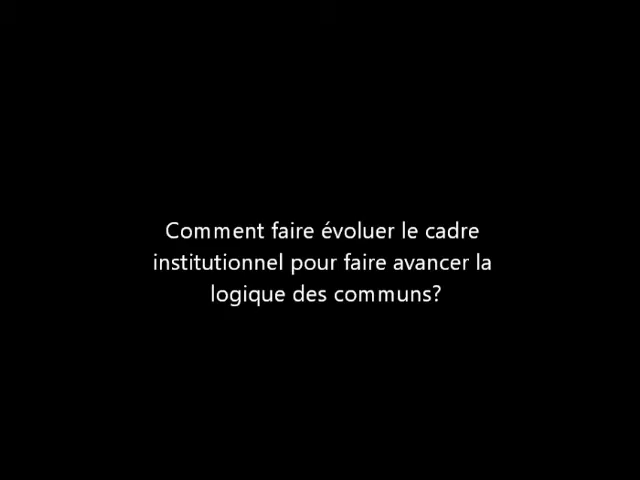 Comment faire évoluer le cadre
institutionnel pour faire avancer la
logique des communs?